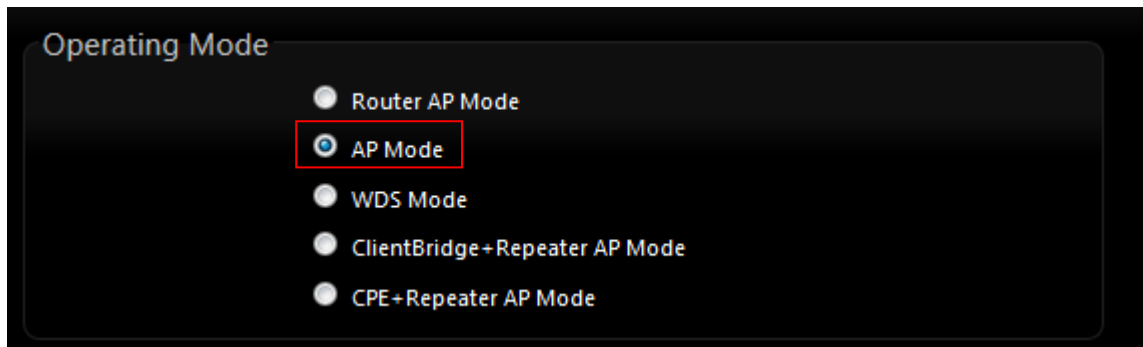 Operating Mode
Router AP Mode
AP Mode
WDS Mode
ClientBridge+Repeater AP Mode
CPE+Repeater AP Mode